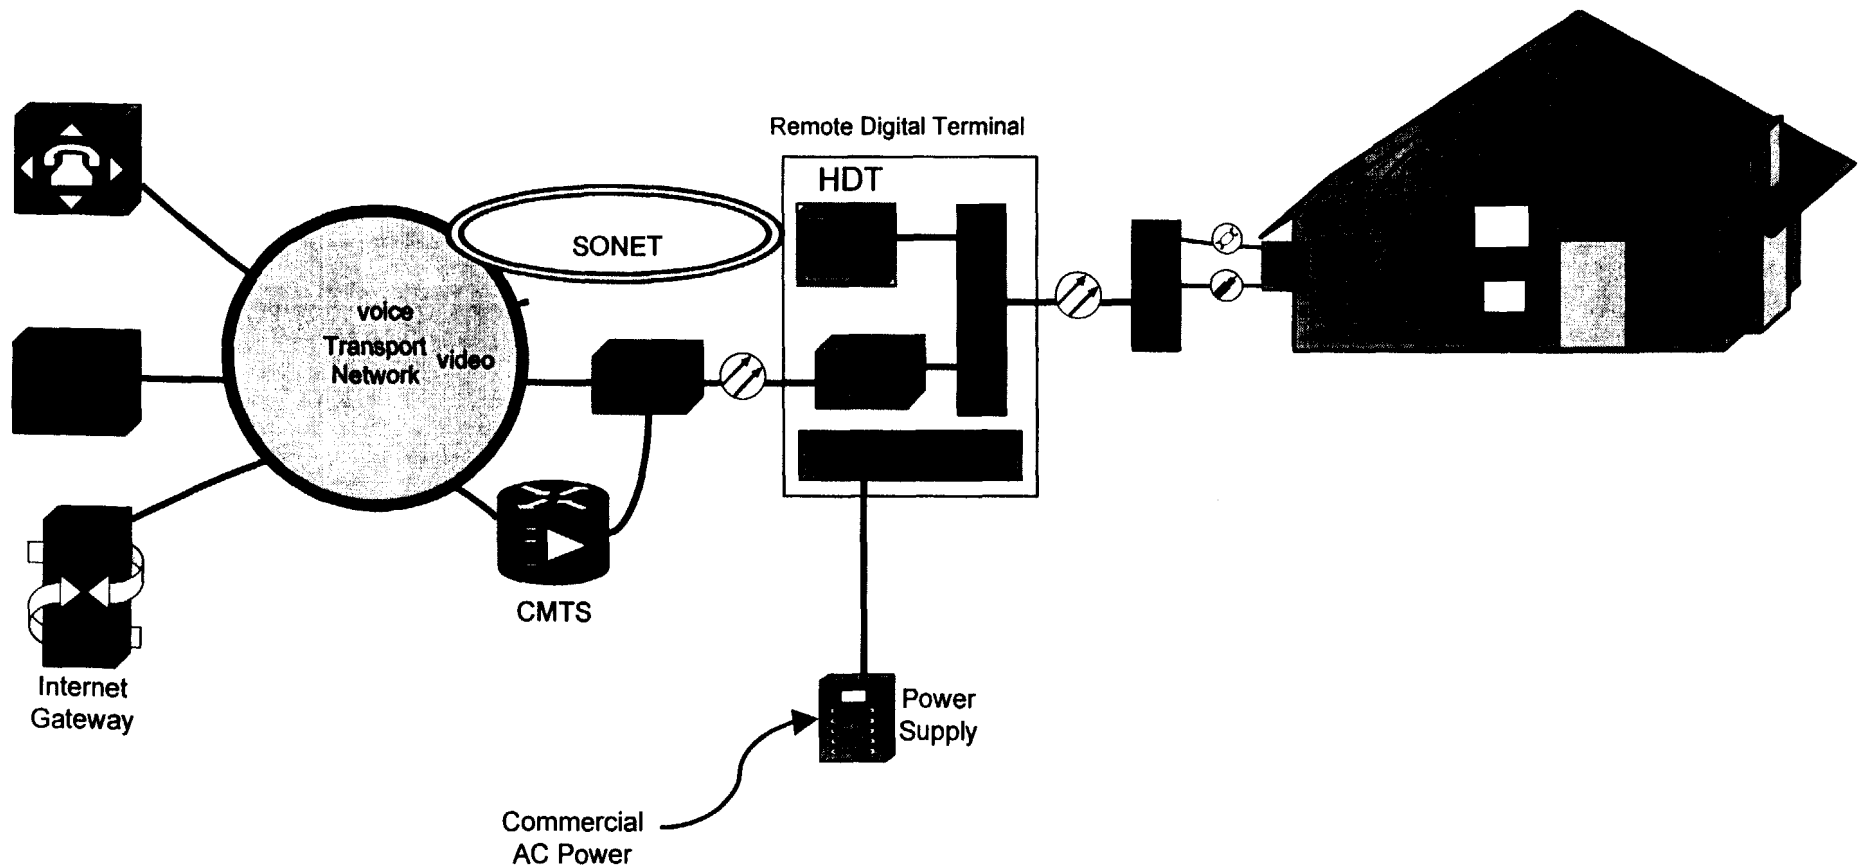 Remote Digital Terminal
HDT
SONET
voice
Transport
Network
video
CMTS
Internet
Gateway
Power
Supply
Commercial
AC Power